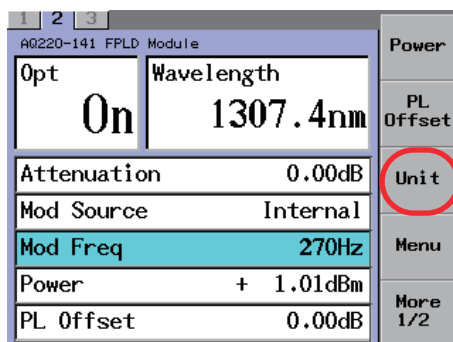 1 2 3
AQ220-141 FPLD Module
Opt
On
Wavelength
1307.4nm
Attenuation 0.00dB
Mod Source Internal
Mod Freq 270Hz
Power + 1.01dBm
PL Offset 0.00dB
Power
PL
Offset
Unit
Menu
More
1/2